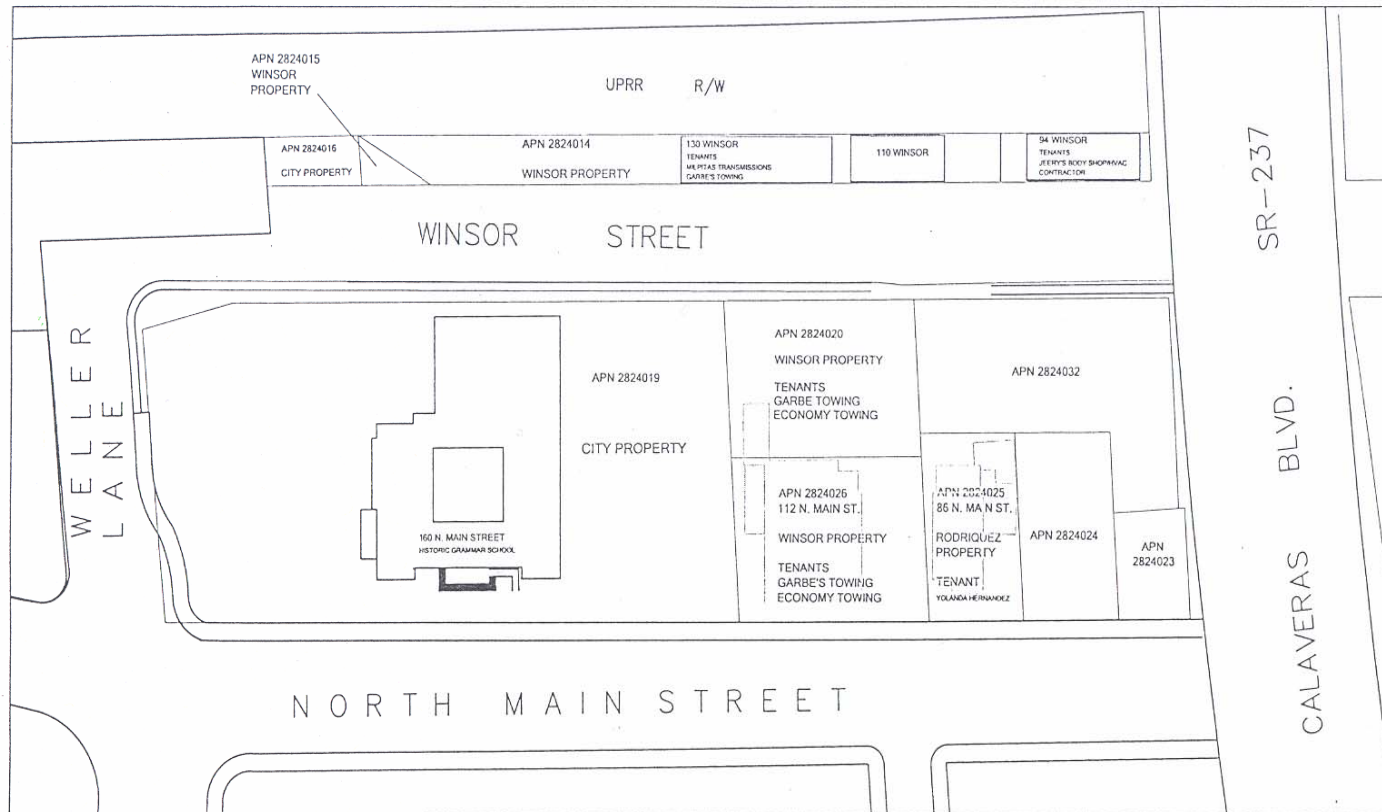 APN 2824015
WINSOR
PROPERTY
UPRR R/W
APN 2824016
CITY PROPERTY
APN 2824014
WINSOR PROPERTY
130 WINSOR
TENANTS
MILPITAS TRANSMISSIONS
GARBE'S TOWING
110 WINSOR
94 WINSOR
TENANTS
JEERY'S BODY SHOP/HVAC
CONTRACTOR
WINSOR STREET
SR-237
CALAVERAS BLVD.
WELLER
LANE
APN 2824019
CITY PROPERTY
160 N. MAIN STREET
HISTORIC GRAMMAR SCHOOL
APN 2824020
WINSOR PROPERTY
TENANTS
GARBE TOWING
ECONOMY TOWING
APN 2824032
APN 2824026
112 N. MAIN ST.
WINSOR PROPERTY
TENANTS
GARBE'S TOWING
ECONOMY TOWING
APN 2824025
86 N. MAIN ST.
RODRIQUEZ
PROPERTY
TENANT
YOLANDA HERNANDEZ
APN 2824024
APN
2824023
NORTH MAIN STREET